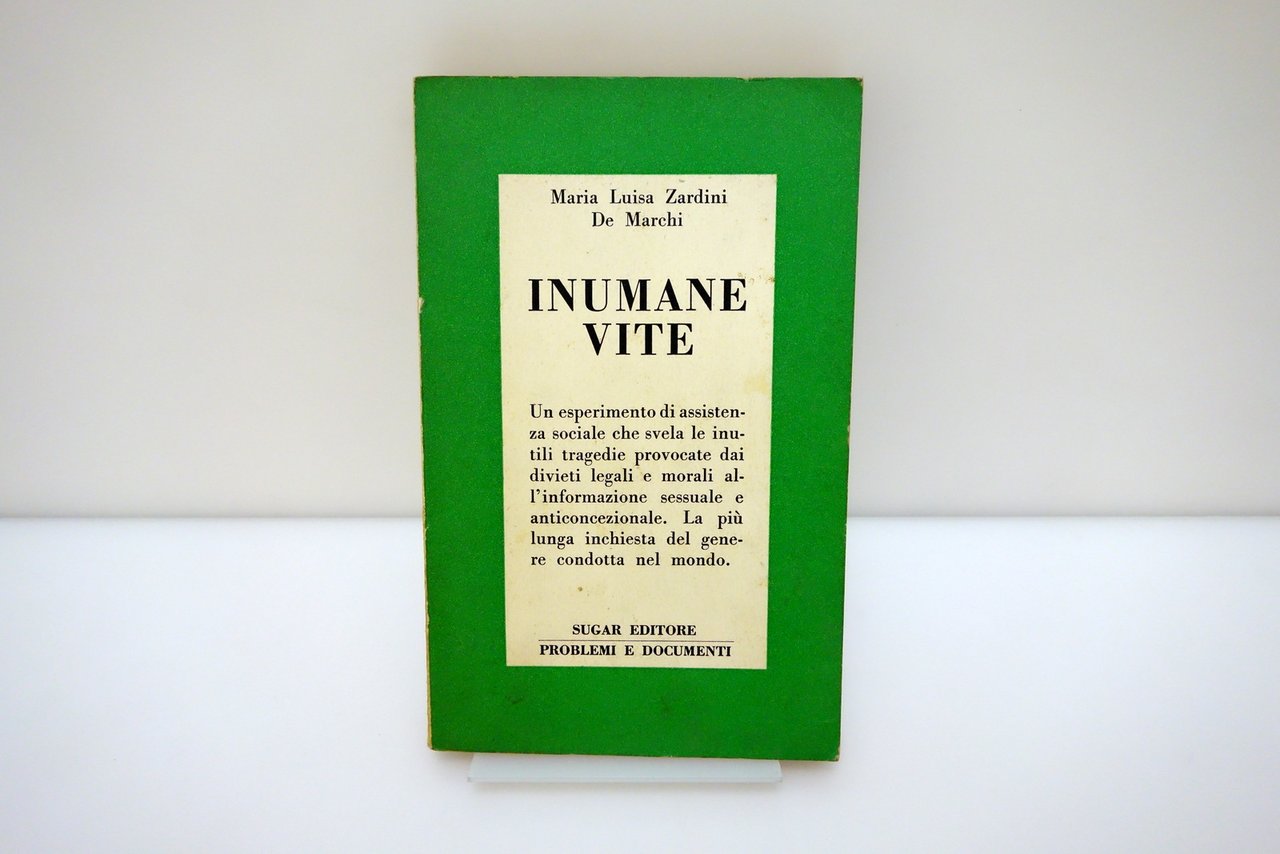 Maria Luisa Zardini
De Marchi
INUMANE
VITE
Un esperimento di assisten-
za sociale che svela le inu-
tili tragedie provocate dai
divieti legali e morali al-
l'informazione sessuale e
anticoncezionale. La più
lunga inchiesta del gene-
re condotta nel mondo.
SUGAR EDITORE
PROBLEMI E DOCUMENTI